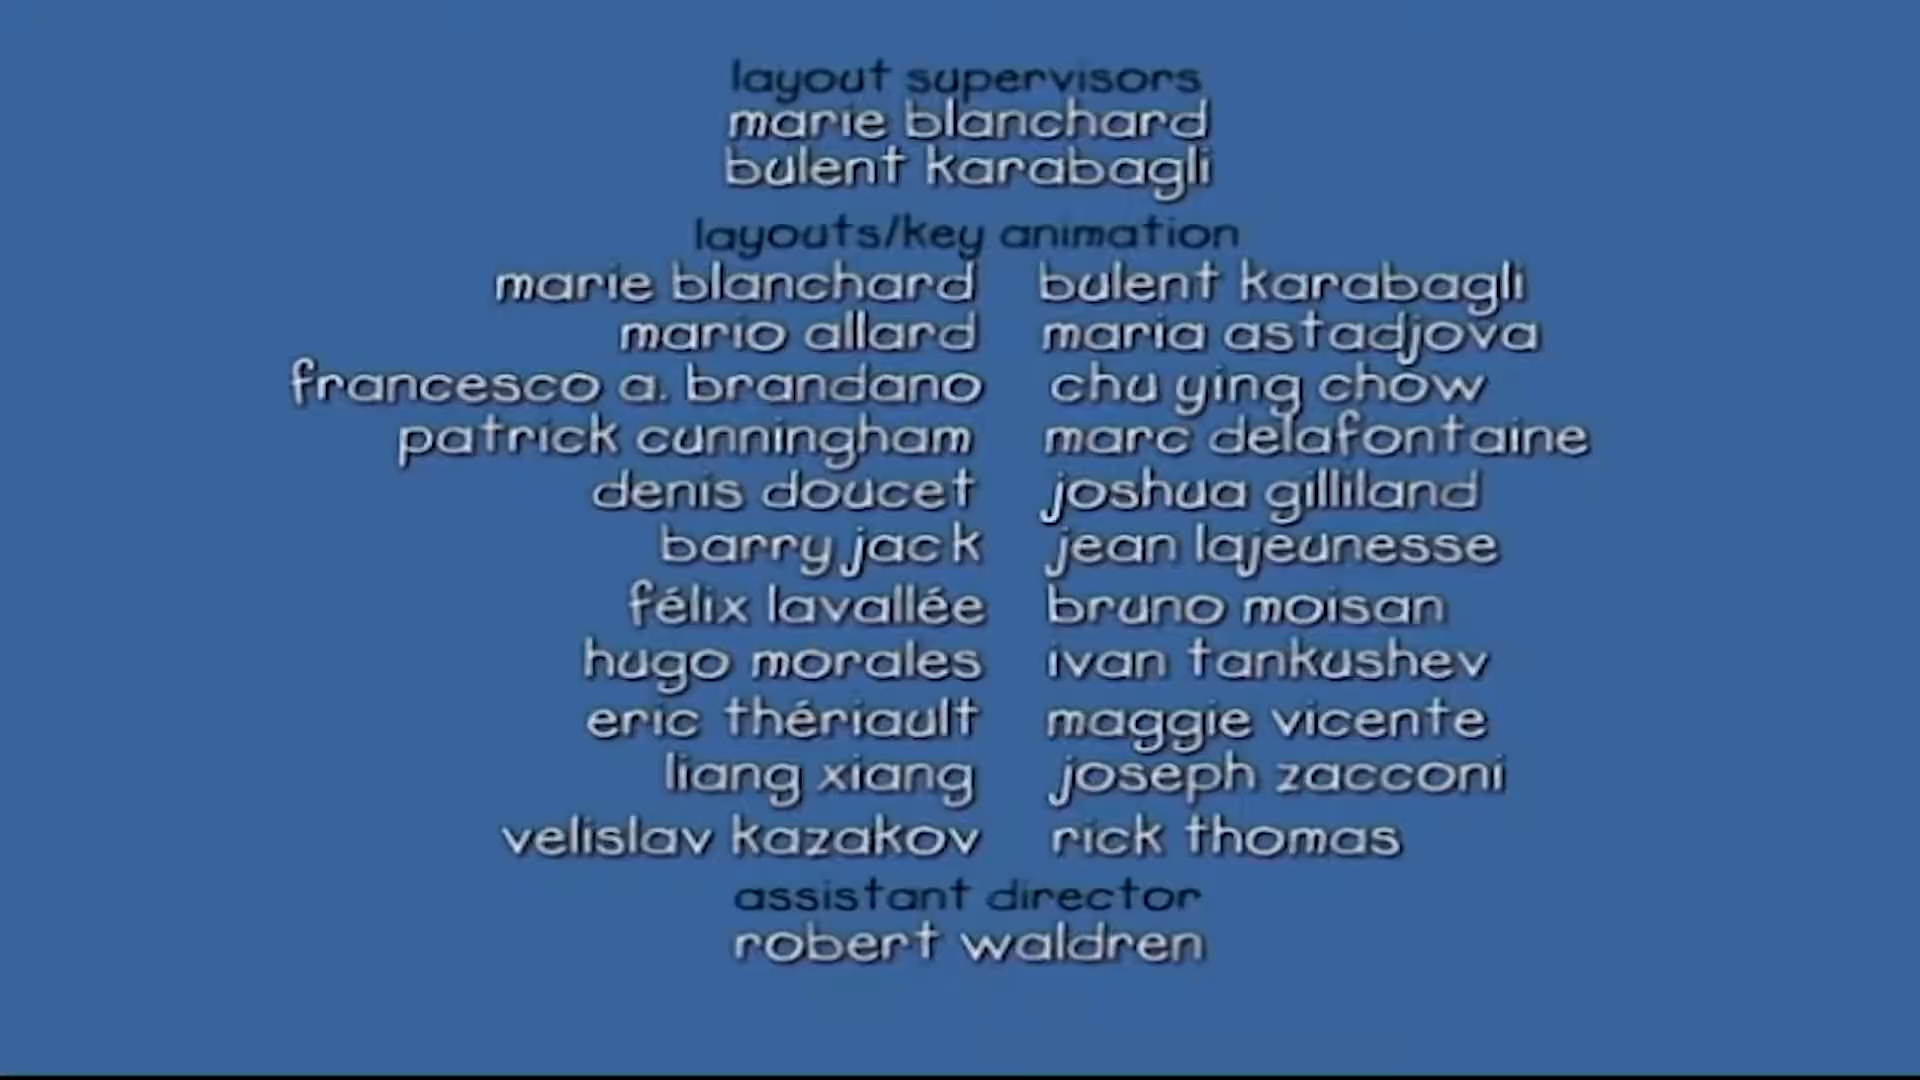 layout supervisors
marie blanchard
bulent karabagli
layouts/key animation
marie blanchard bulent karabagli
mario allard maria astadjova
francesco a. brandano chu ying chow
patrick cunningham marc delafontaine
denis doucet joshua gilliland
barry jack jean lajeunesse
félix lavallée bruno moisan
hugo morales ivan tankushev
eric thériault maggie vicente
liang xiang joseph zacconi
velislav kazakov rick thomas
assistant director
robert waldren